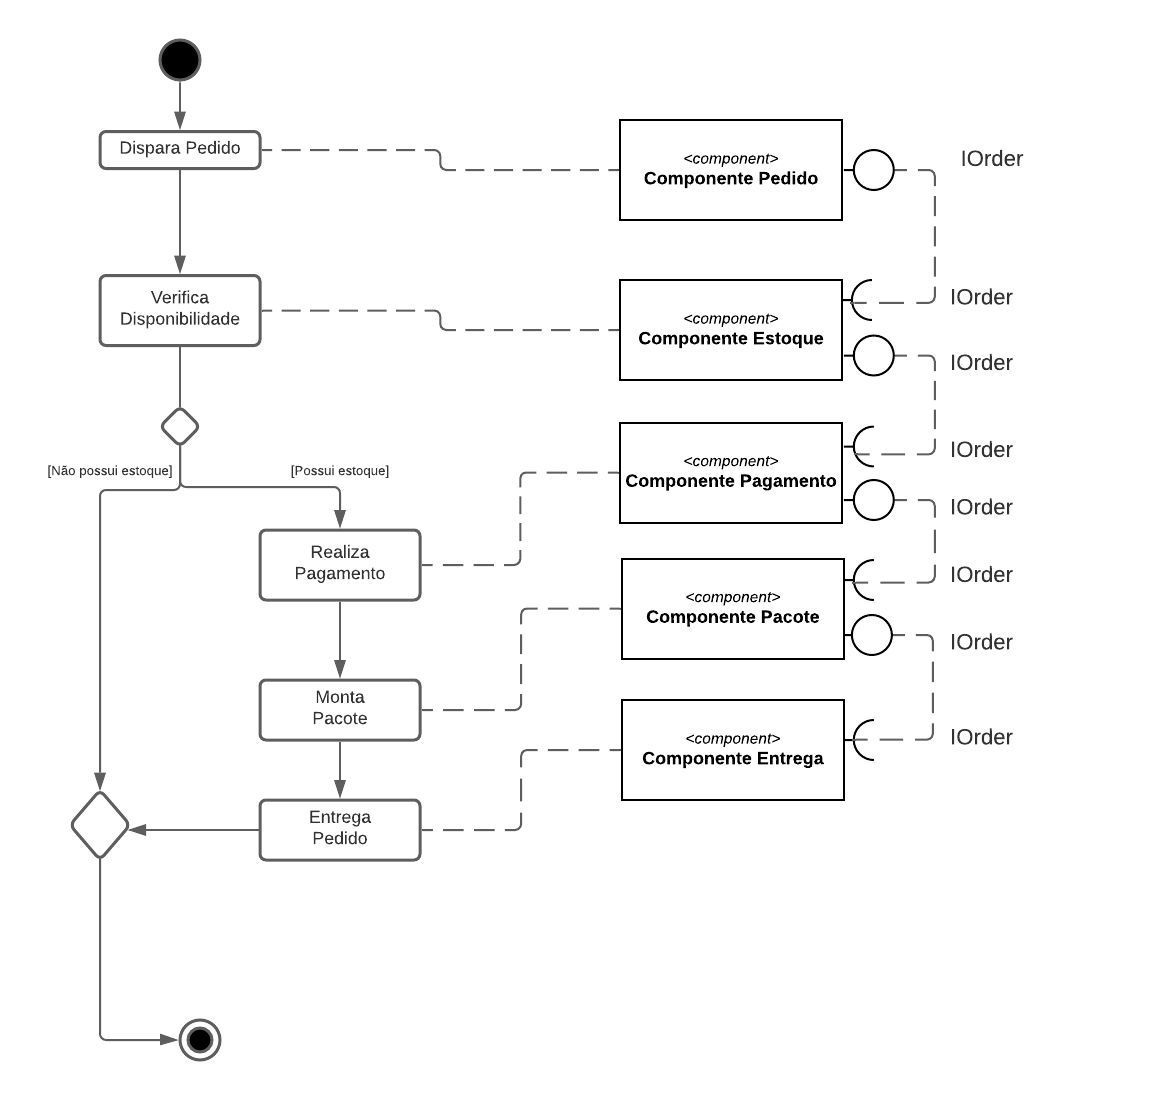 Dispara Pedido
<component>
Componente Pedido
IOrder
Verifica
Disponibilidade
<component>
Componente Estoque
IOrder
IOrder
[Não possui estoque]
[Possui estoque]
<component>
Componente Pagamento
IOrder
IOrder
Realiza
Pagamento
<component>
Componente Pacote
IOrder
IOrder
Monta
Pacote
<component>
Componente Entrega
IOrder
Entrega
Pedido